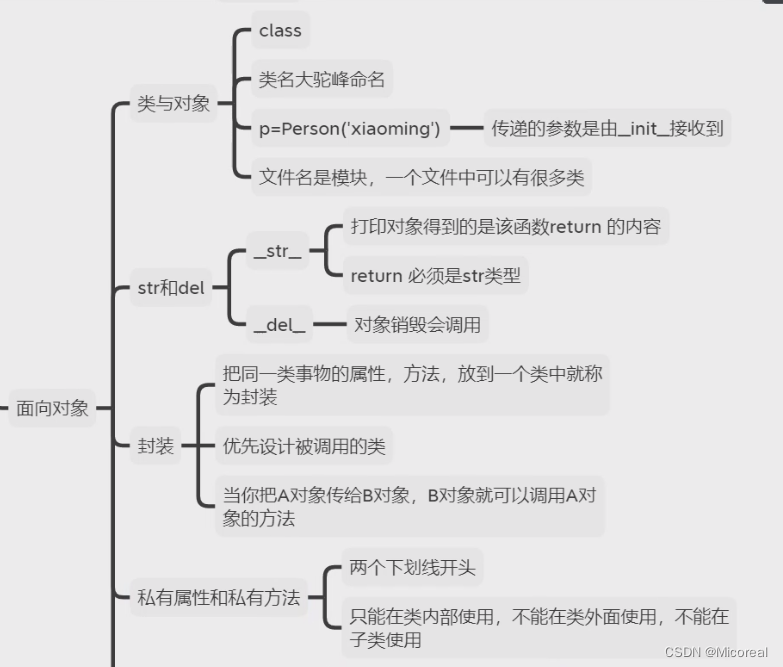 class
类与对象
类名大驼峰命名
p=Person('xiaoming')
传递的参数是由_init_接收到
文件名是模块，一个文件中可以有很多类
str和del
_str_
打印对象得到的是该函数return 的内容
return 必须是str类型
_del_
对象销毁会调用
面向对象
封装
把同一类事物的属性，方法，放到一个类中就称
为封装
优先设计被调用的类
当你把A对象传给B对象，B对象就可以调用A对
象的方法
私有属性和私有方法
两个下划线开头
只能在类内部使用，不能在类外面使用，不能在
子类使用
CSDN @Micoreal